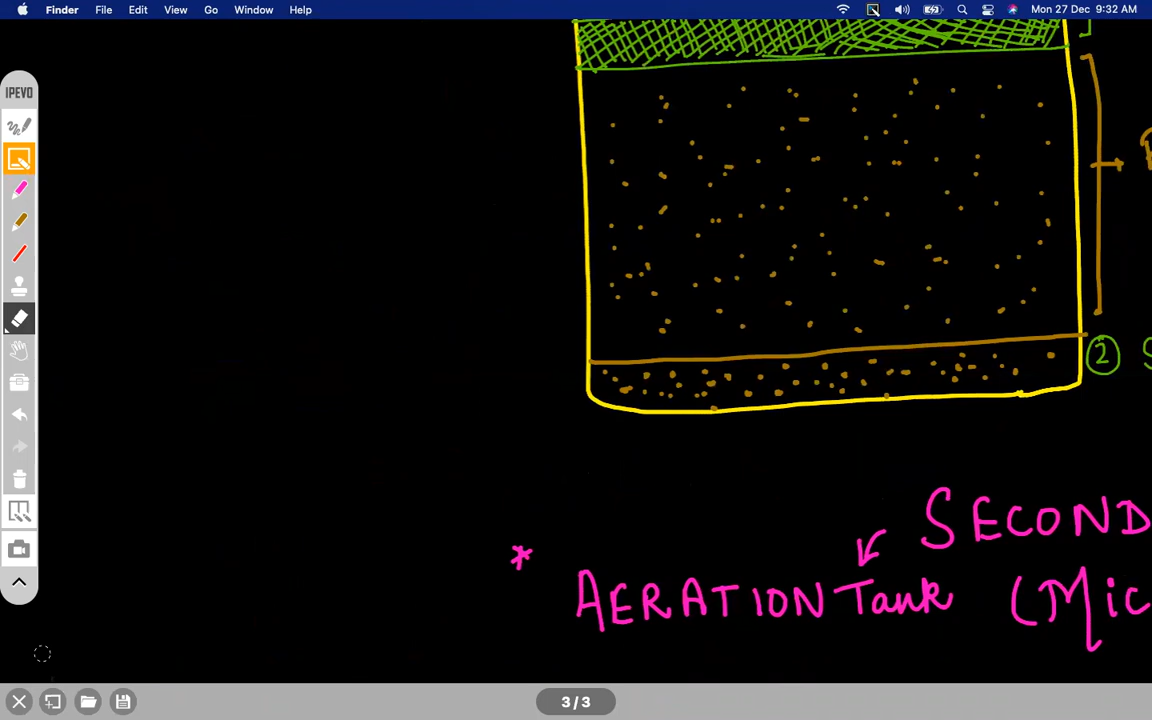 Finder File Edit View Go Window Help Mon 27 Dec 9:32 AM
IPEVO
2
SECOND
* AERATION Tank (Mic
3/3